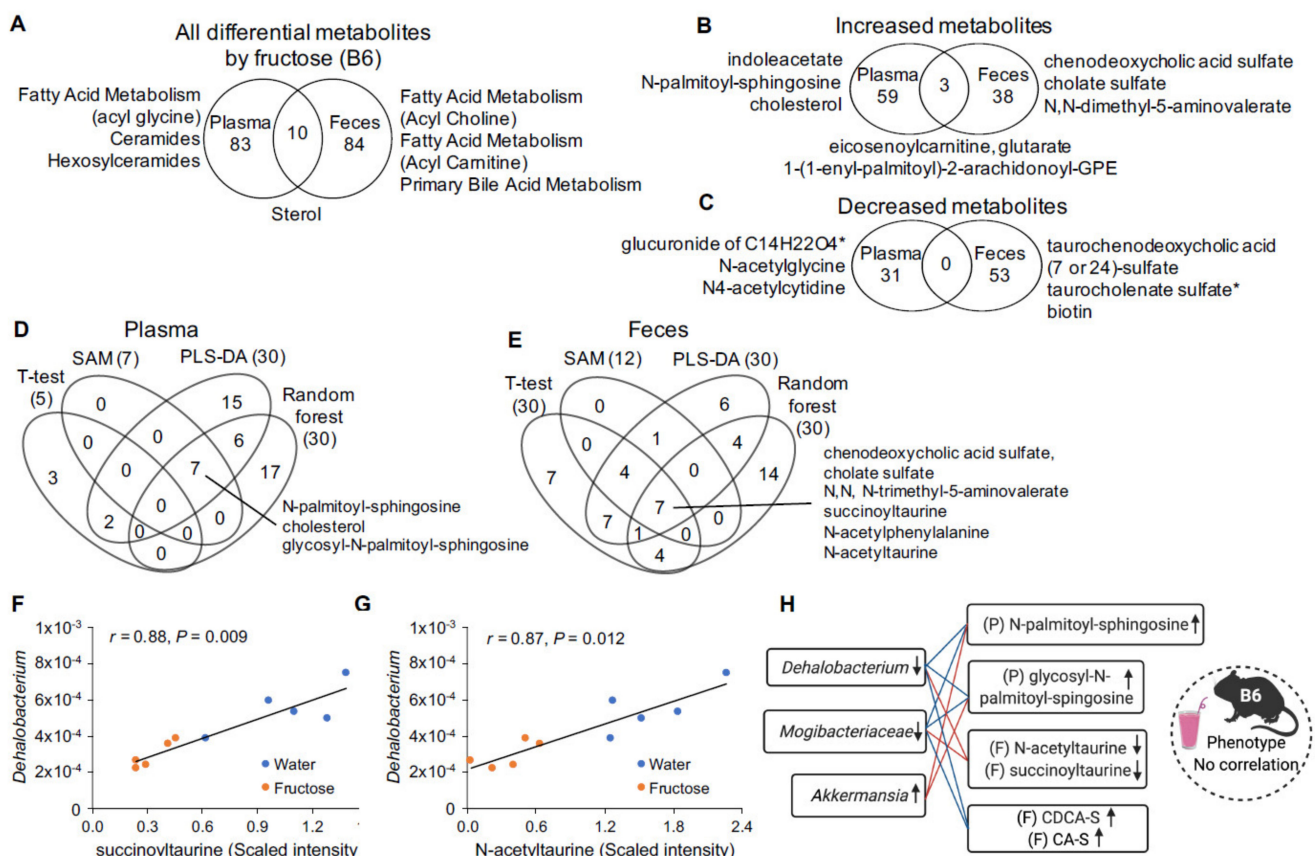 A
All differential metabolites
by fructose (B6)
Fatty Acid Metabolism
(acyl glycine)
Ceramides
Hexosylceramides
Plasma
83
10
Feces
84
Fatty Acid Metabolism
(Acyl Choline)
Fatty Acid Metabolism
(Acyl Carnitine)
Primary Bile Acid Metabolism
Sterol
B
Increased metabolites
indoleacetate
N-palmitoyl-sphingosine
cholesterol
Plasma
59
3
Feces
38
chenodeoxycholic acid sulfate
cholate sulfate
N,N-dimethyl-5-aminovalerate
eicosenoylcarnitine, glutarate
1-(1-enyl-palmitoyl)-2-arachidonoyl-GPE
C
Decreased metabolites
glucuronide of C14H22O4*
N-acetylglycine
N4-acetylcytidine
Plasma
31
0
Feces
53
taurochenodeoxycholic acid
(7 or 24)-sulfate
taurocholenate sulfate*
biotin
D
Plasma
SAM (7)
PLS-DA (30)
T-test
(5)
Random
forest
(30)
0
15
0
0
6
3
0
7
17
2
0
0
0
0
N-palmitoyl-sphingosine
cholesterol
glycosyl-N-palmitoyl-sphingosine
E
Feces
SAM (12)
PLS-DA (30)
T-test
(30)
Random
forest
(30)
0
6
0
1
4
7
4
0
14
7
7
1
0
0
4
chenodeoxycholic acid sulfate,
cholate sulfate
N,N, N-trimethyl-5-aminovalerate
succinoyltaurine
N-acetylphenylalanine
N-acetyltaurine
F
r = 0.88, P = 0.009
Dehalobacterium
1x10⁻³
8x10⁻⁴
6x10⁻⁴
4x10⁻⁴
2x10⁻⁴
0
Water
Fructose
0.0 0.3 0.6 0.9 1.2
succinoyltaurine (Scaled intensity
G
r = 0.87, P = 0.012
Dehalobacterium
1x10⁻³
8x10⁻⁴
6x10⁻⁴
4x10⁻⁴
2x10⁻⁴
0
Water
Fructose
0.0 0.6 1.2 1.8 2.4
N-acetyltaurine (Scaled intensity
H
Dehalobacterium ↓
Mogibacteriaceae ↓
Akkermansia ↑
(P) N-palmitoyl-sphingosine ↑
(P) glycosyl-N- ↑
palmitoyl-spingosine
(F) N-acetyltaurine ↓
(F) succinoyltaurine ↓
(F) CDCA-S ↑
(F) CA-S ↑
B6
Phenotype
No correlation